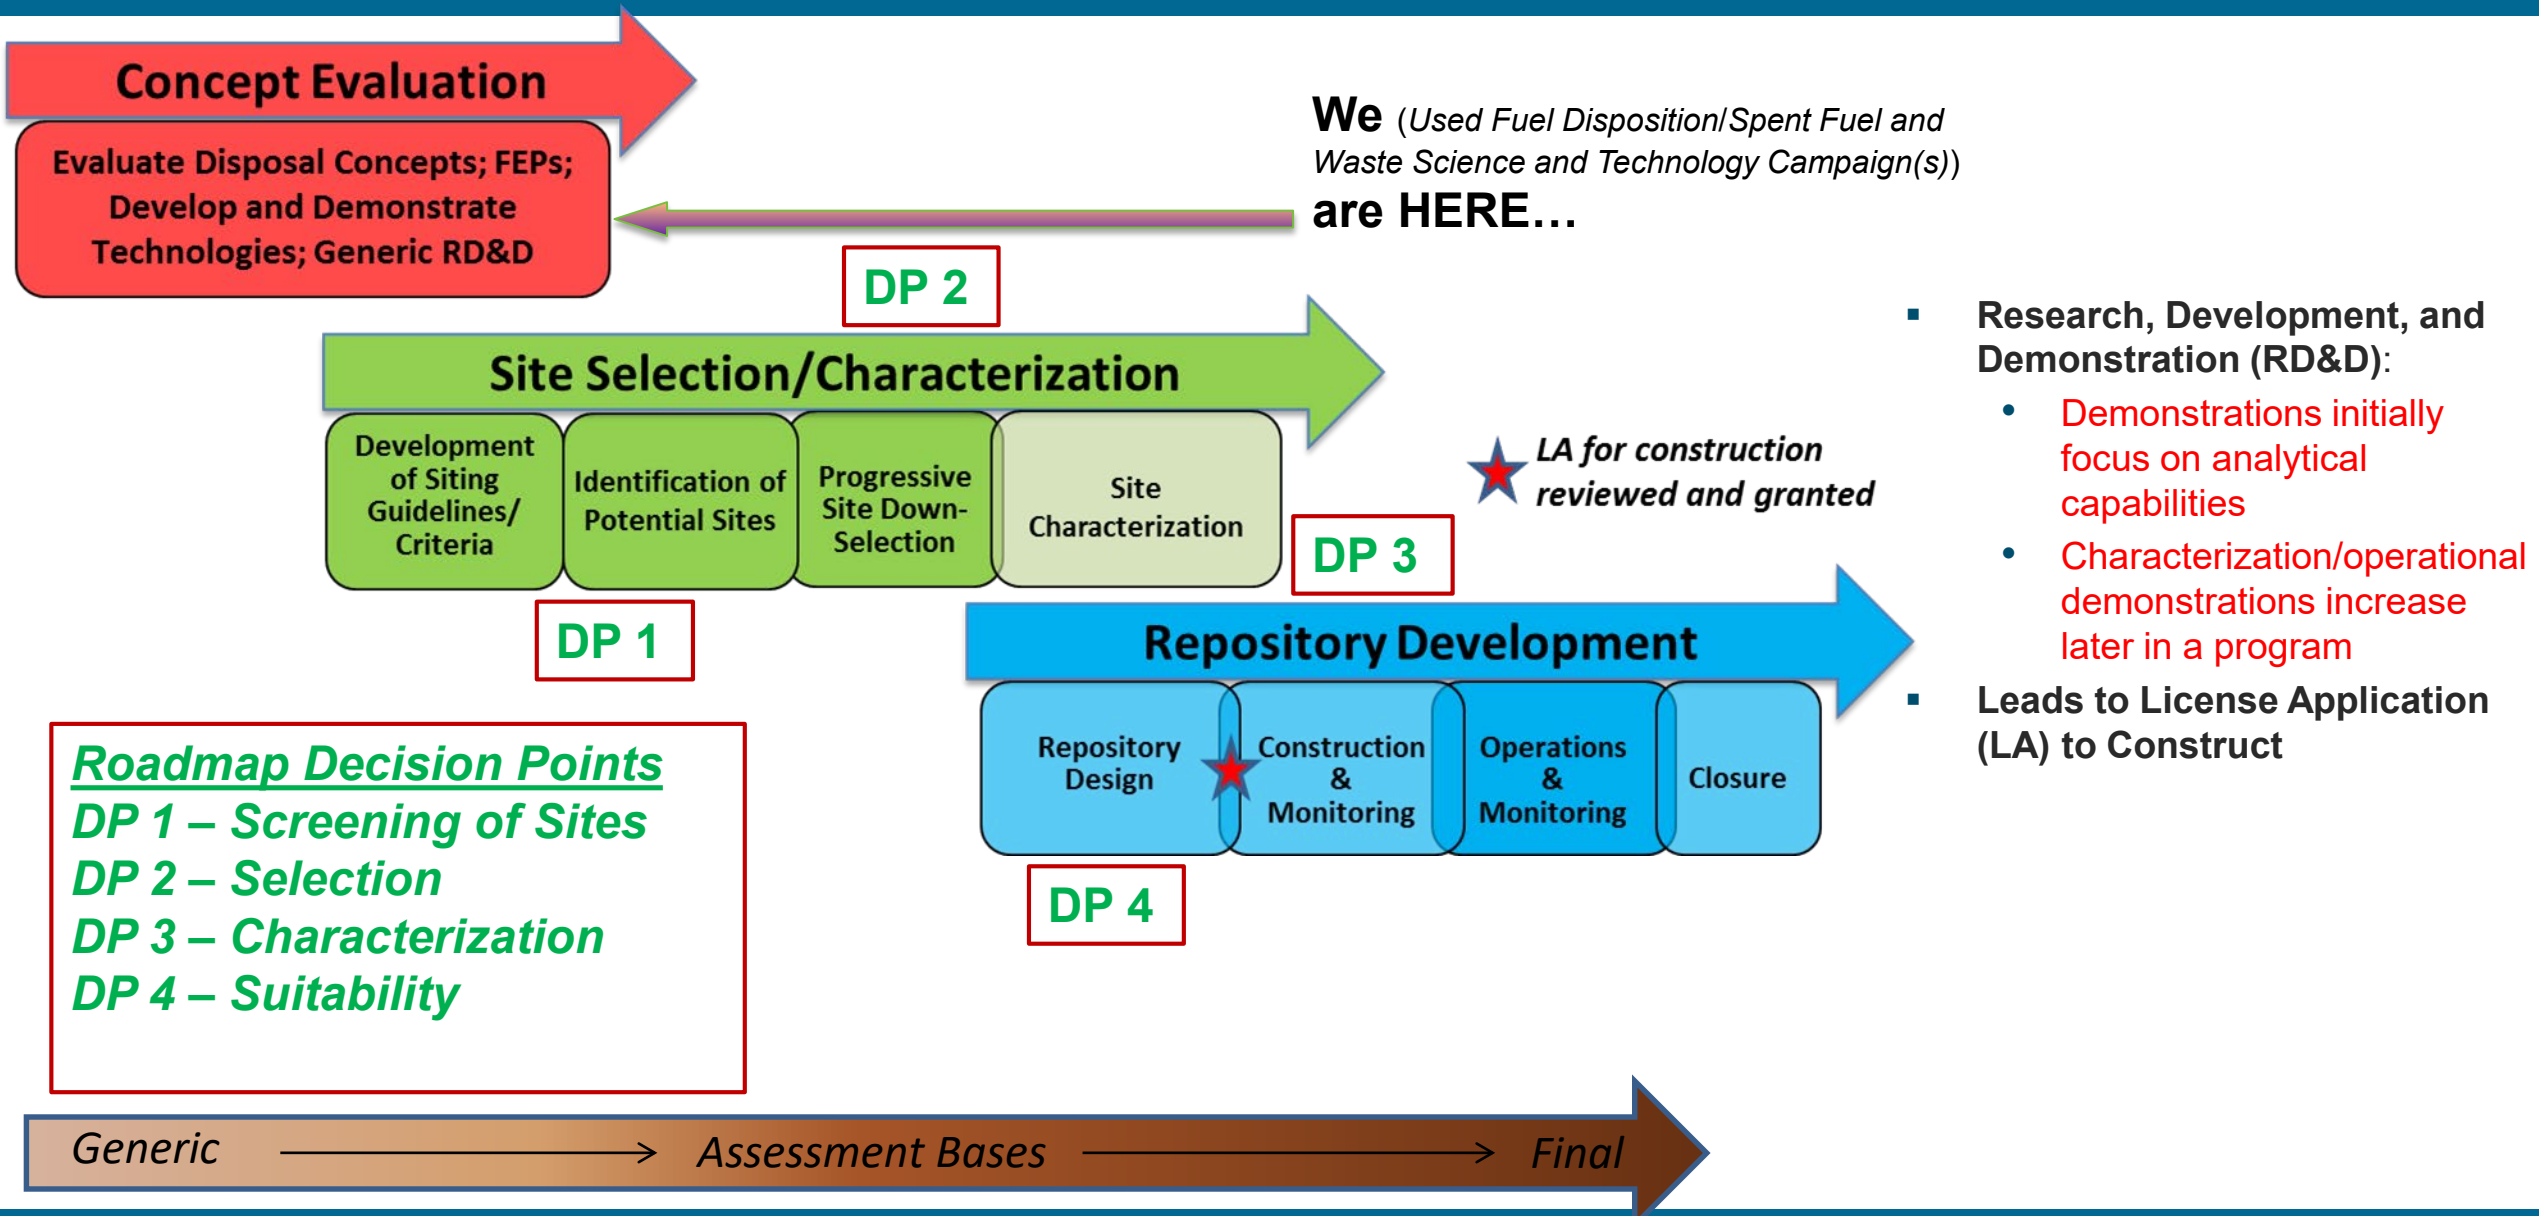 Concept Evaluation
Evaluate Disposal Concepts; FEPs;
Develop and Demonstrate
Technologies; Generic RD&D
We (Used Fuel Disposition/Spent Fuel and
Waste Science and Technology Campaign(s))
are HERE…
DP 2
Site Selection/Characterization
Development
of Siting
Guidelines/
Criteria
Identification of
Potential Sites
Progressive
Site Down-
Selection
Site
Characterization
LA for construction
reviewed and granted
DP 3
DP 1
Repository Development
Repository
Design
Construction
&
Monitoring
Operations
&
Monitoring
Closure
DP 4
Roadmap Decision Points
DP 1 – Screening of Sites
DP 2 – Selection
DP 3 – Characterization
DP 4 – Suitability
▪ Research, Development, and
Demonstration (RD&D):
• Demonstrations initially
focus on analytical
capabilities
• Characterization/operational
demonstrations increase
later in a program
▪ Leads to License Application
(LA) to Construct
Generic Assessment Bases Final